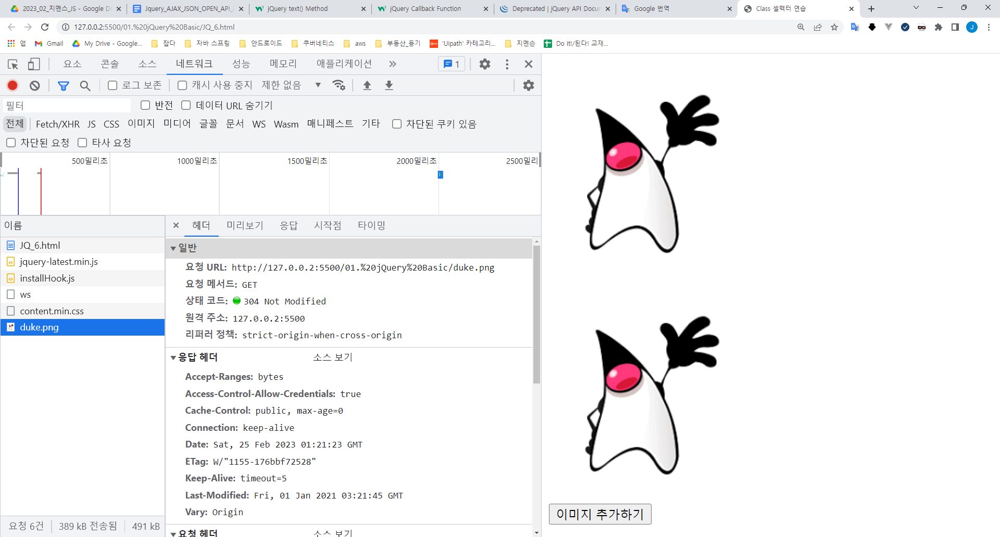 2023_02_지멘스_JS - Google Dr
Jquery_AJAX_JSON_OPEN_API_
jQuery text() Method
jQuery Callback Function
Deprecated | jQuery API Docum
Google 번역
Class 셀렉터 연습
127.0.0.2:5500/01.%20jQuery%20Basic/JQ_6.html
J
앱
Gmail
My Drive - Google...
잡다
자바 스프링
안드로이드
쿠버네티스
aws
부동산_등기
'Uipath' 카테고리...
지멘슨
Do it!/된다! 교재...
요소 콘솔 소스 네트워크 성능 메모리 애플리케이션 1
로그 보존 캐시 사용 중지 제한 없음
필터 반전 데이터 URL 숨기기
전체 Fetch/XHR JS CSS 이미지 미디어 글꼴 문서 WS Wasm 매니페스트 기타 차단된 쿠키 있음
차단된 요청 타사 요청
500밀리초 1000밀리초 1500밀리초 2000밀리초 2500밀리
이름
JQ_6.html
jquery-latest.min.js
installHook.js
ws
content.min.css
duke.png
요청 6건 389 kB 전송됨 491 kB
헤더 미리보기 응답 시작점 타이밍
일반
요청 URL: http://127.0.0.2:5500/01.%20jQuery%20Basic/duke.png
요청 메서드: GET
상태 코드: 304 Not Modified
원격 주소: 127.0.0.2:5500
리퍼러 정책: strict-origin-when-cross-origin
응답 헤더 소스 보기
Accept-Ranges: bytes
Access-Control-Allow-Credentials: true
Cache-Control: public, max-age=0
Connection: keep-alive
Date: Sat, 25 Feb 2023 01:21:23 GMT
ETag: W/"1155-176bbf72528"
Keep-Alive: timeout=5
Last-Modified: Fri, 01 Jan 2021 03:21:45 GMT
Vary: Origin
요청 헤더 소스 보기
이미지 추가하기